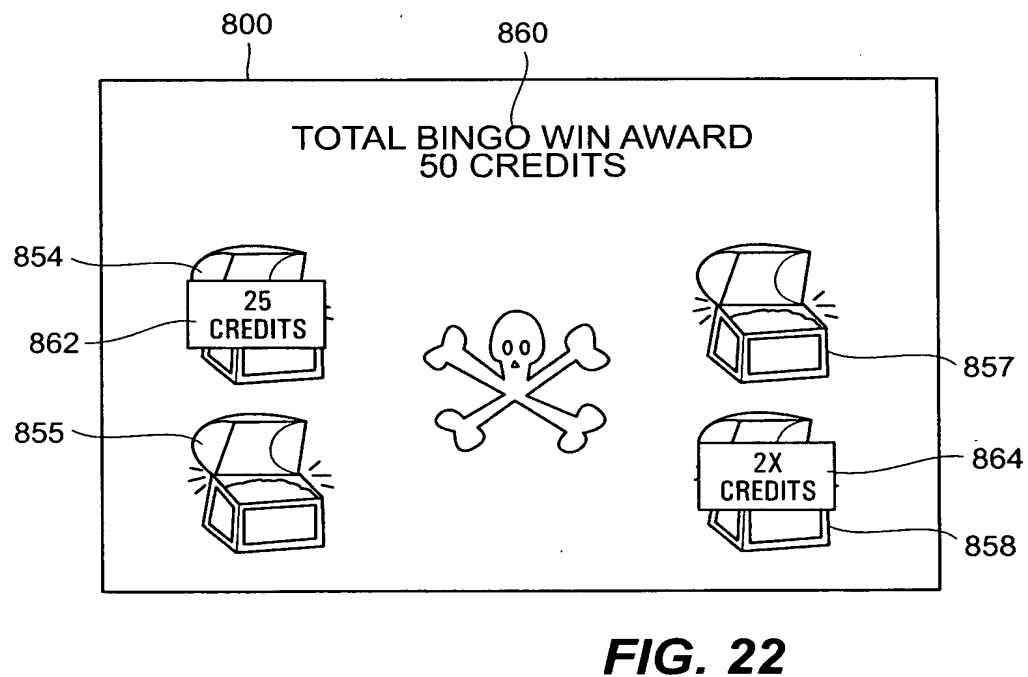 800
860
TOTAL BINGO WIN AWARD
50 CREDITS
854
25
CREDITS
862
857
855
2X
CREDITS
864
858
FIG. 22